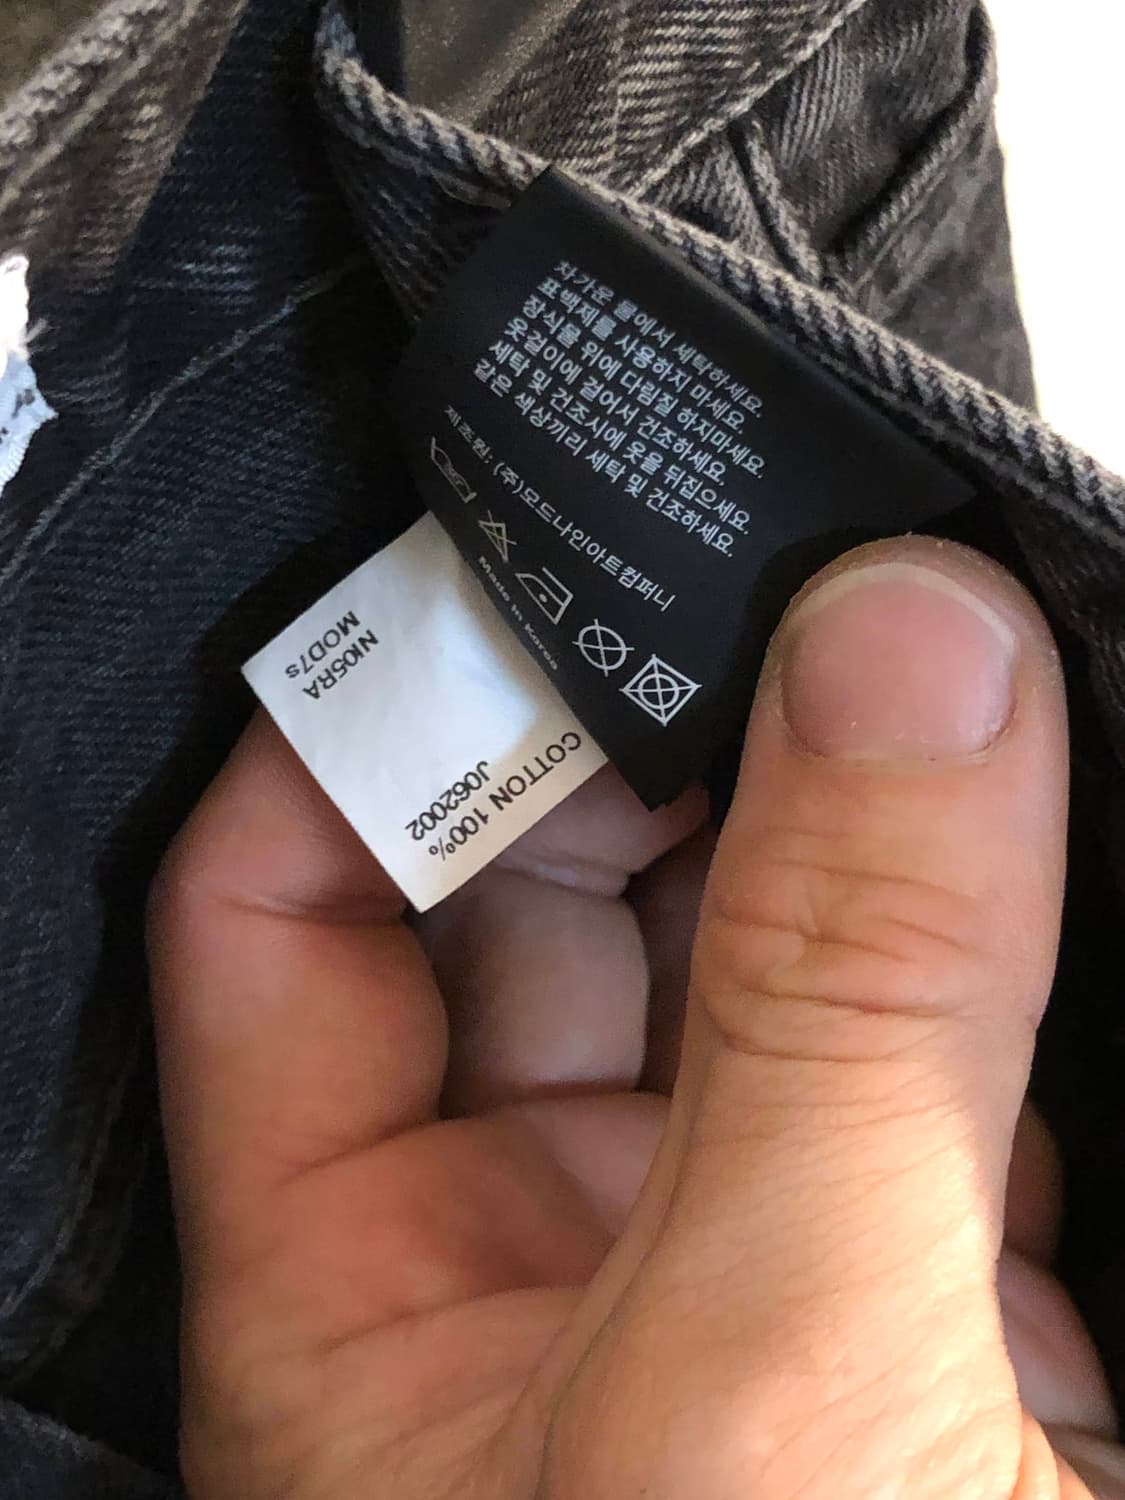 차가운 물에서 세탁하세요.
표백제를 사용하지 마세요.
장식물 위에 다림질 하지마세요.
옷걸이에 걸어서 건조하세요.
세탁 및 건조시에 옷을 뒤집으세요.
같은 색상끼리 세탁 및 건조하세요.
제조원: (주)모드나인아트컴퍼니
Made in Korea
COTTON 100%
J062002
NK05RA
MOD7s